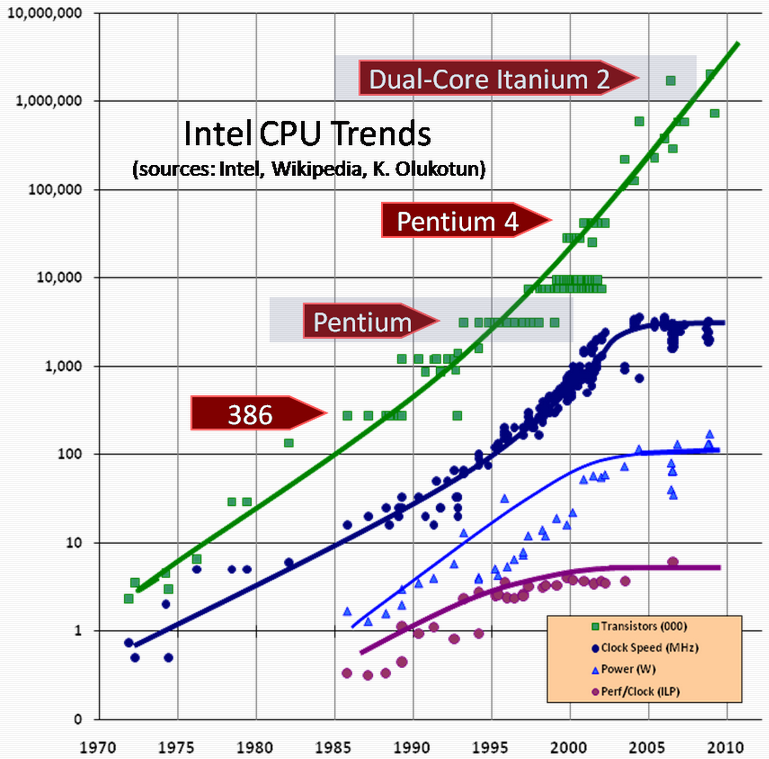 10,000,000
Dual-Core Itanium 2
1,000,000
Intel CPU Trends
(sources: Intel, Wikipedia, K. Olukotun)
100,000
Pentium 4
10,000
Pentium
1,000
386
100
10
1
Transistors (000)
Clock Speed (MHz)
Power (W)
Perf/Clock (ILP)
0
1970 1975 1980 1985 1990 1995 2000 2005 2010